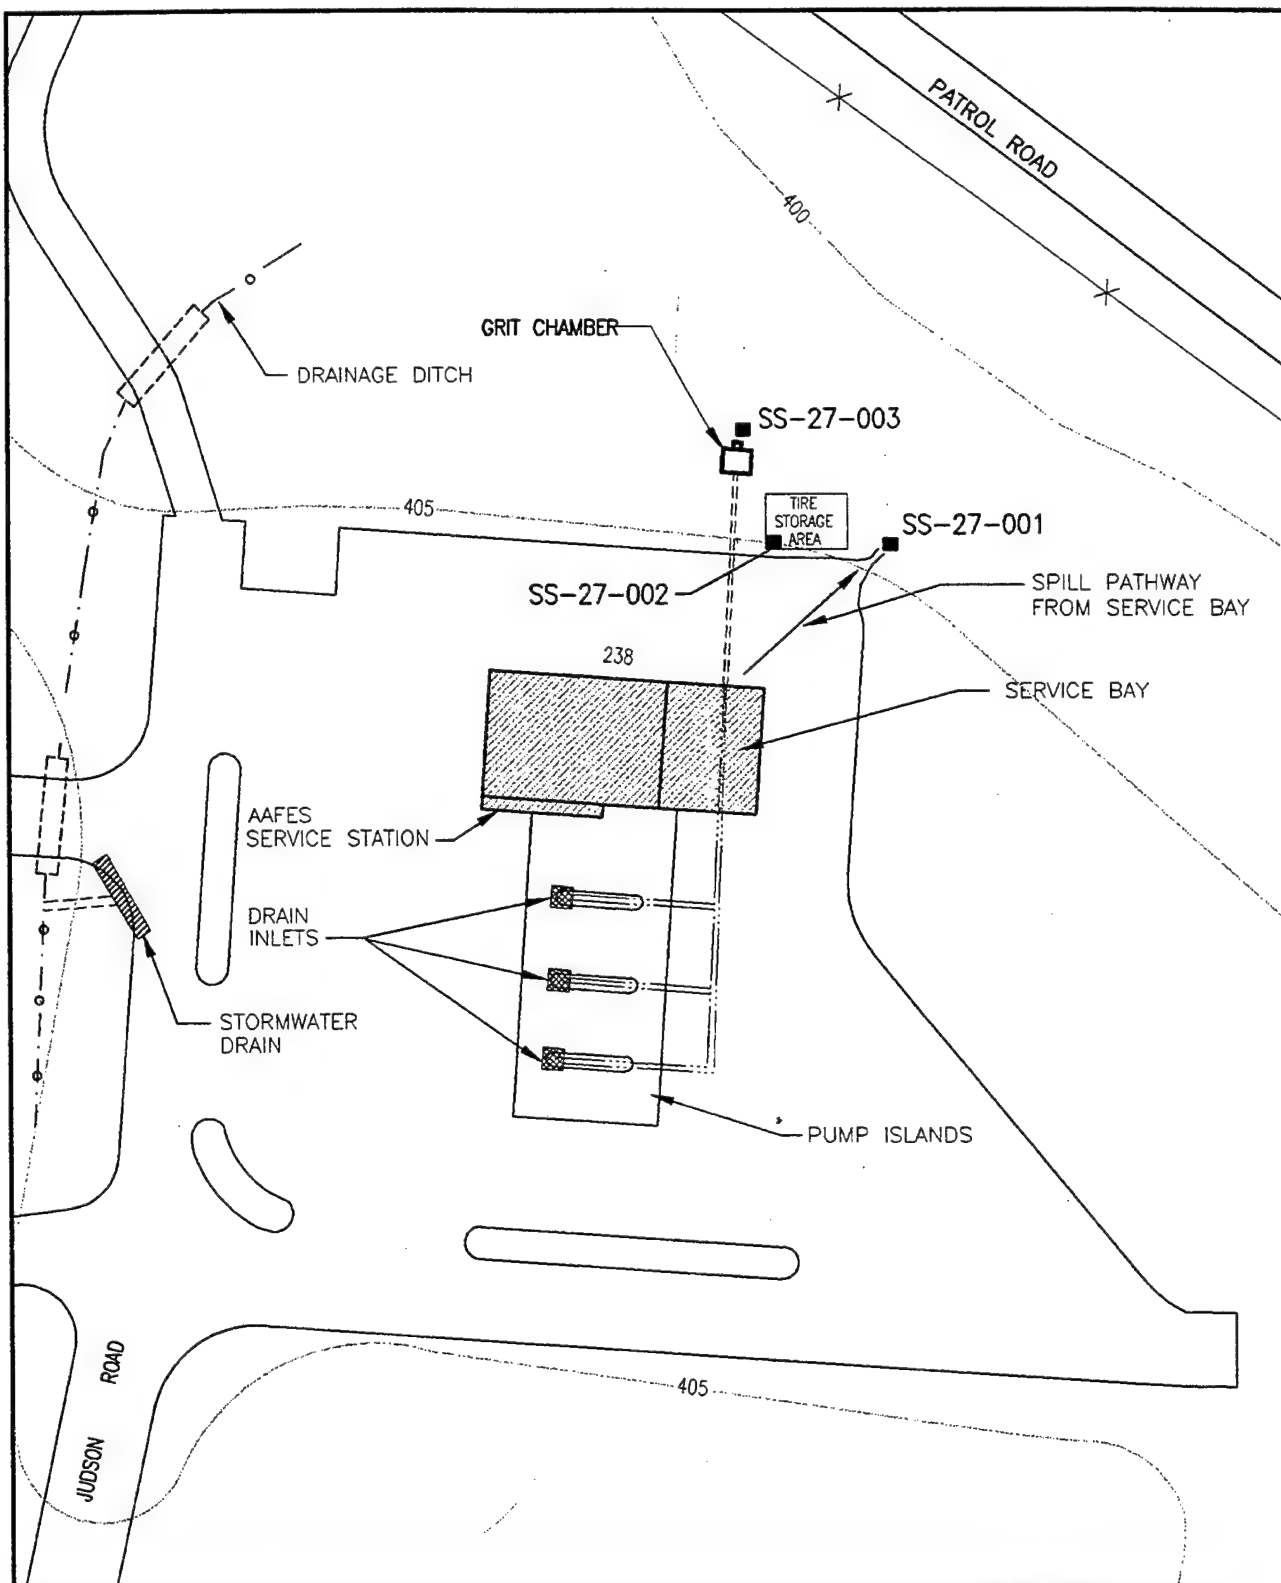 PATROL ROAD
400
GRIT CHAMBER
DRAINAGE DITCH
SS-27-003
405
TIRE
STORAGE
AREA
SS-27-001
SS-27-002
SPILL PATHWAY
FROM SERVICE BAY
238
SERVICE BAY
AAFES
SERVICE STATION
DRAIN
INLETS
STORMWATER
DRAIN
PUMP ISLANDS
JUDSON ROAD
405